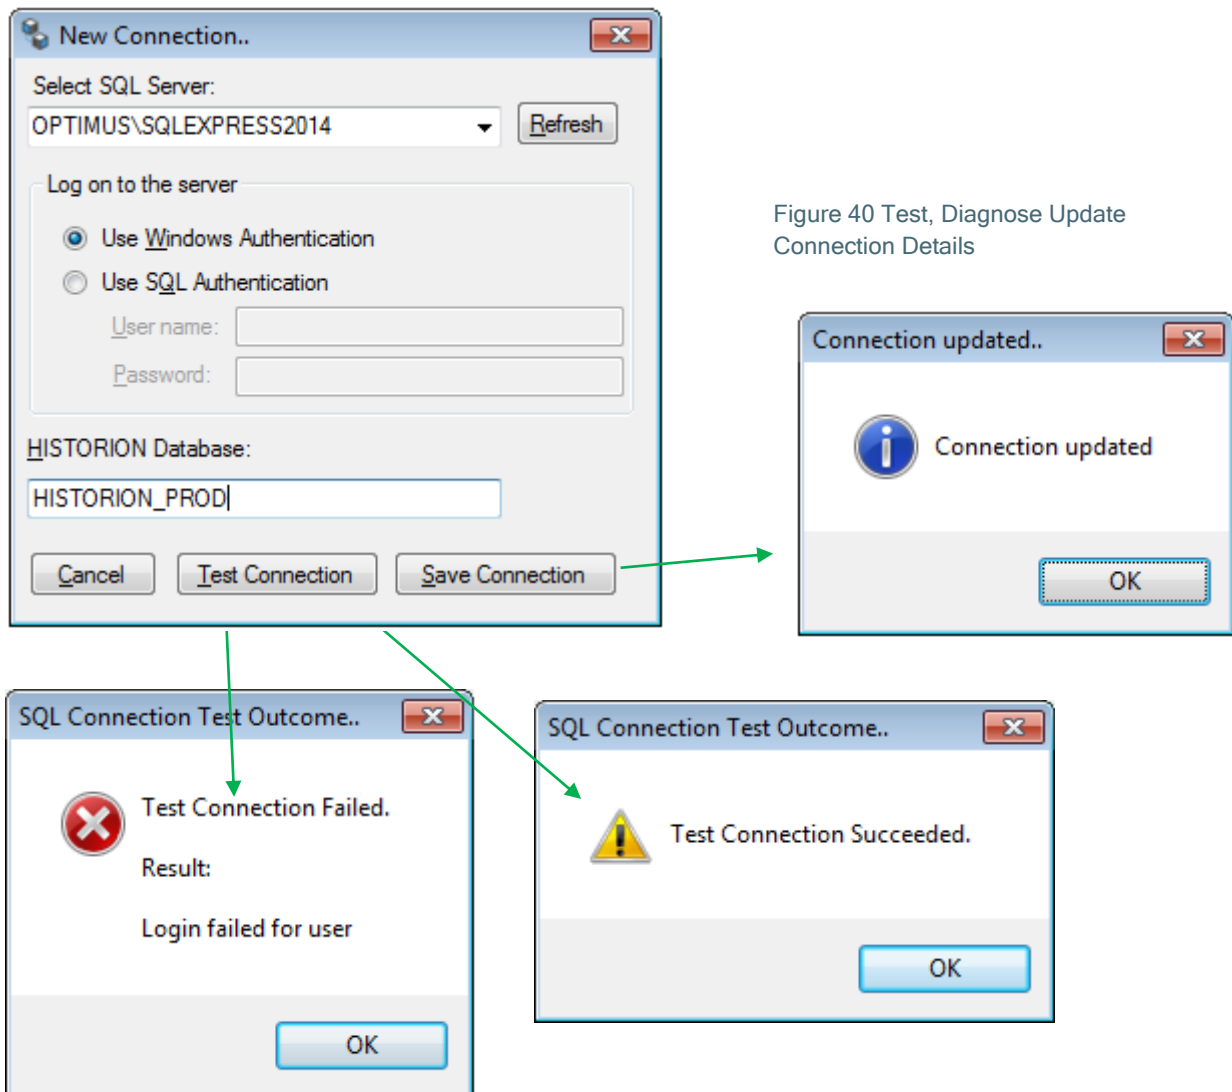 New Connection..
Select SQL Server:
OPTIMUS\SQLEXPRESS2014
Refresh
Log on to the server
Use Windows Authentication
Use SQL Authentication
User name:
Password:
HISTORION Database:
HISTORION_PROD
Cancel
Test Connection
Save Connection
Figure 40 Test, Diagnose Update
Connection Details
Connection updated..
Connection updated
OK
SQL Connection Test Outcome..
Test Connection Failed.
Result:
Login failed for user
OK
SQL Connection Test Outcome..
Test Connection Succeeded.
OK